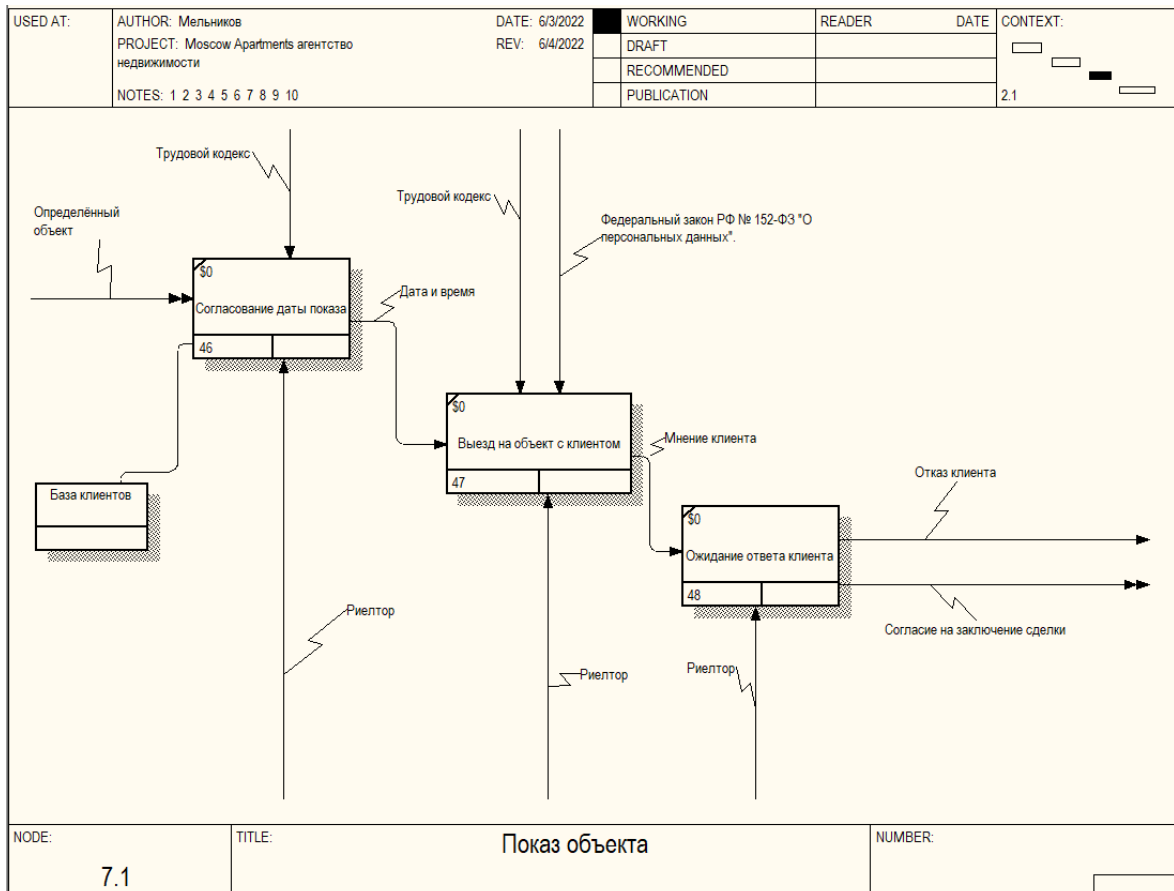 USED AT:
AUTHOR: Мельников
DATE: 6/3/2022
PROJECT: Moscow Apartments агентство
недвижимости
REV: 6/4/2022
NOTES: 1 2 3 4 5 6 7 8 9 10
WORKING
DRAFT
RECOMMENDED
PUBLICATION
READER
DATE
CONTEXT:
2.1
Трудовой кодекс
Определённый
объект
Трудовой кодекс
Федеральный закон РФ № 152-ФЗ "О
персональных данных".
$0
Согласование даты показа
46
Дата и время
$0
Выезд на объект с клиентом
47
Мнение клиента
База клиентов
Отказ клиента
$0
Ожидание ответа клиента
48
Согласие на заключение сделки
Риелтор
Риелтор
Риелтор
NODE:
7.1
TITLE:
Показ объекта
NUMBER: